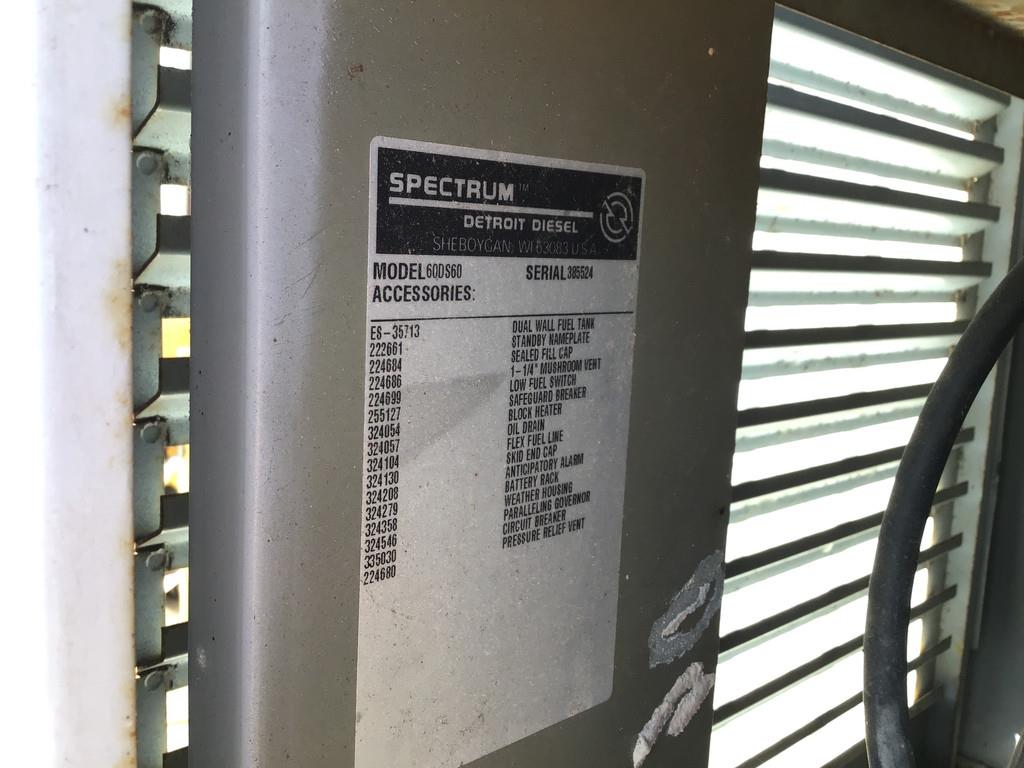 SPECTRUM™
DETROIT DIESEL
SHEBOYGAN, WI 53083 U.S.A.
MODEL 60DS60 SERIAL 385524
ACCESSORIES:
ES-35713 DUAL WALL FUEL TANK
222661 STANDBY NAMEPLATE
224684 SEALED FILL CAP
224686 1-1/4" MUSHROOM VENT
224699 LOW FUEL SWITCH
255127 SAFEGUARD BREAKER
324054 BLOCK HEATER
324057 OIL DRAIN
324104 FLEX FUEL LINE
324130 SKID END CAP
324208 ANTICIPATORY ALARM
324279 BATTERY RACK
324358 WEATHER HOUSING
324546 PARALLELING GOVERNOR
335030 CIRCUIT BREAKER
224680 PRESSURE RELIEF VENT